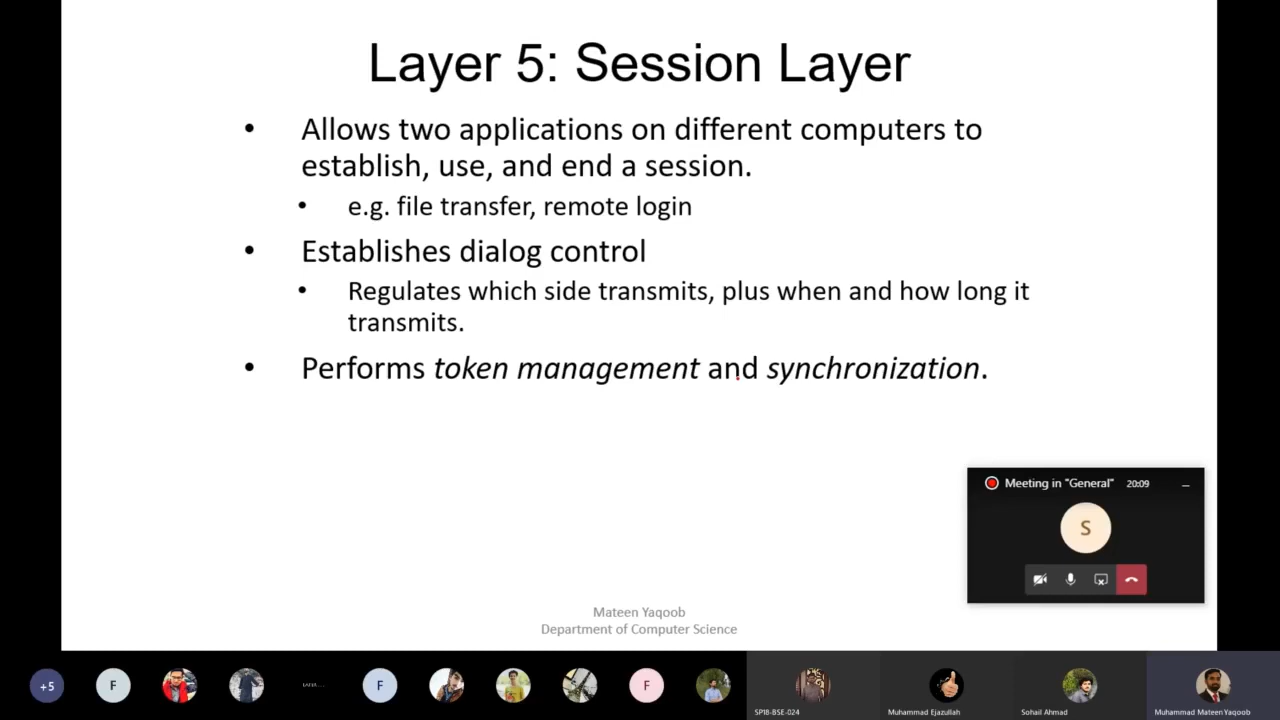 Layer 5: Session Layer
• Allows two applications on different computers to
establish, use, and end a session.
• e.g. file transfer, remote login
• Establishes dialog control
• Regulates which side transmits, plus when and how long it
transmits.
• Performs token management and synchronization.
Meeting in "General" 20:09
S
Mateen Yaqoob
Department of Computer Science
+5
F
F
F
SP18-BSE-024
Muhammad Ejazullah
Sohail Ahmad
Muhammad Mateen Yaqoob